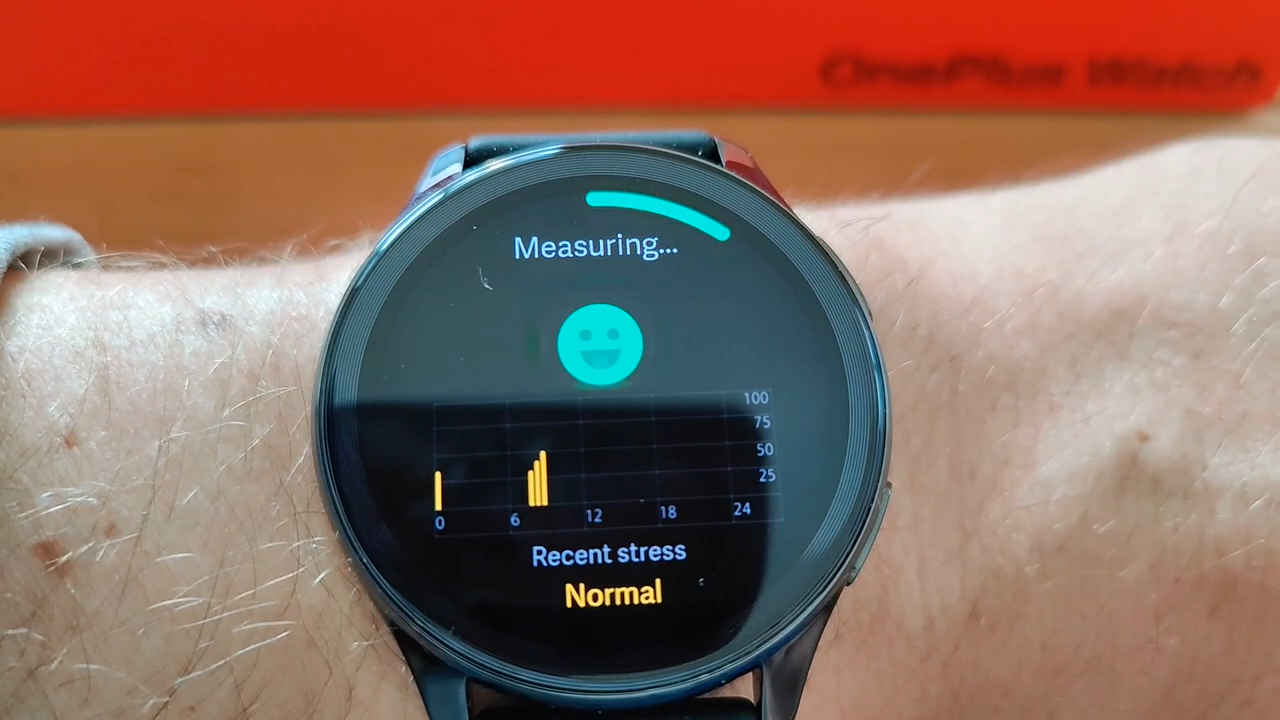 OnePlus Watch
Measuring...
100
75
50
25
0 6 12 18 24
Recent stress
Normal